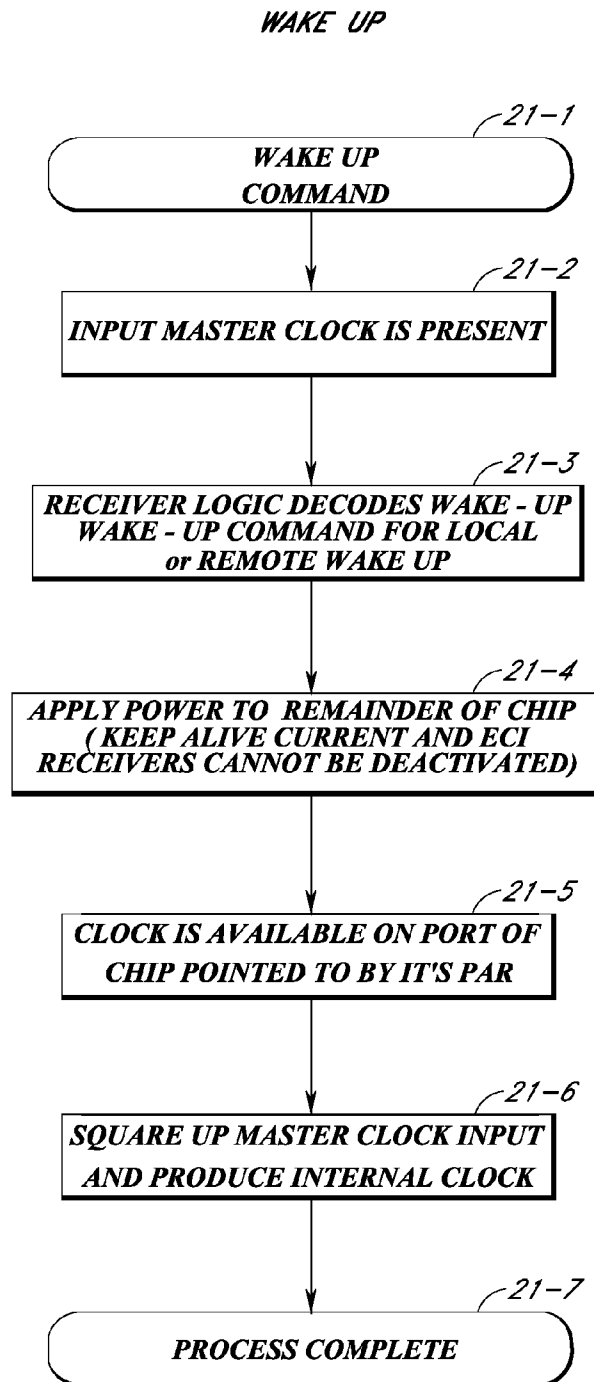 WAKE UP
21-1
WAKE UP
COMMAND
21-2
INPUT MASTER CLOCK IS PRESENT
21-3
RECEIVER LOGIC DECODES WAKE - UP
WAKE - UP COMMAND FOR LOCAL
or REMOTE WAKE UP
21-4
APPLY POWER TO REMAINDER OF CHIP
( KEEP ALIVE CURRENT AND ECI
RECEIVERS CANNOT BE DEACTIVATED)
21-5
CLOCK IS AVAILABLE ON PORT OF
CHIP POINTED TO BY IT'S PAR
21-6
SQUARE UP MASTER CLOCK INPUT
AND PRODUCE INTERNAL CLOCK
21-7
PROCESS COMPLETE